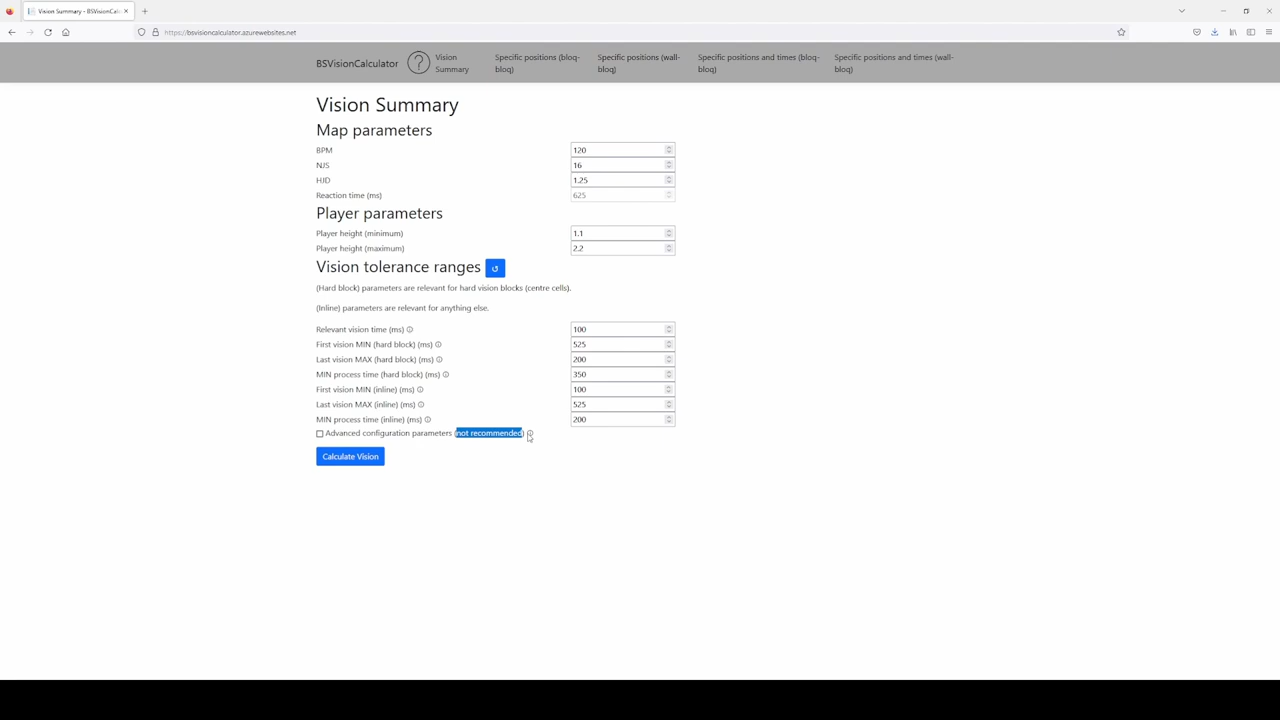 Vision Summary - BSVisionCalc
https://bsvisioncalculator.azurewebsites.net
BSVisionCalculator
Vision
Summary
Specific positions (bloq-
bloq)
Specific positions (wall-
bloq)
Specific positions and times (bloq-
bloq)
Specific positions and times (wall-
bloq)
Vision Summary
Map parameters
BPM 120
NJS 16
HJD 1.25
Reaction time (ms) 625
Player parameters
Player height (minimum) 1.1
Player height (maximum) 2.2
Vision tolerance ranges
(Hard block) parameters are relevant for hard vision blocks (centre cells).
(Inline) parameters are relevant for anything else.
Relevant vision time (ms) 100
First vision MIN (hard block) (ms) 525
Last vision MAX (hard block) (ms) 200
MIN process time (hard block) (ms) 350
First vision MIN (inline) (ms) 100
Last vision MAX (inline) (ms) 525
MIN process time (inline) (ms) 200
Advanced configuration parameters (not recommended)
Calculate Vision